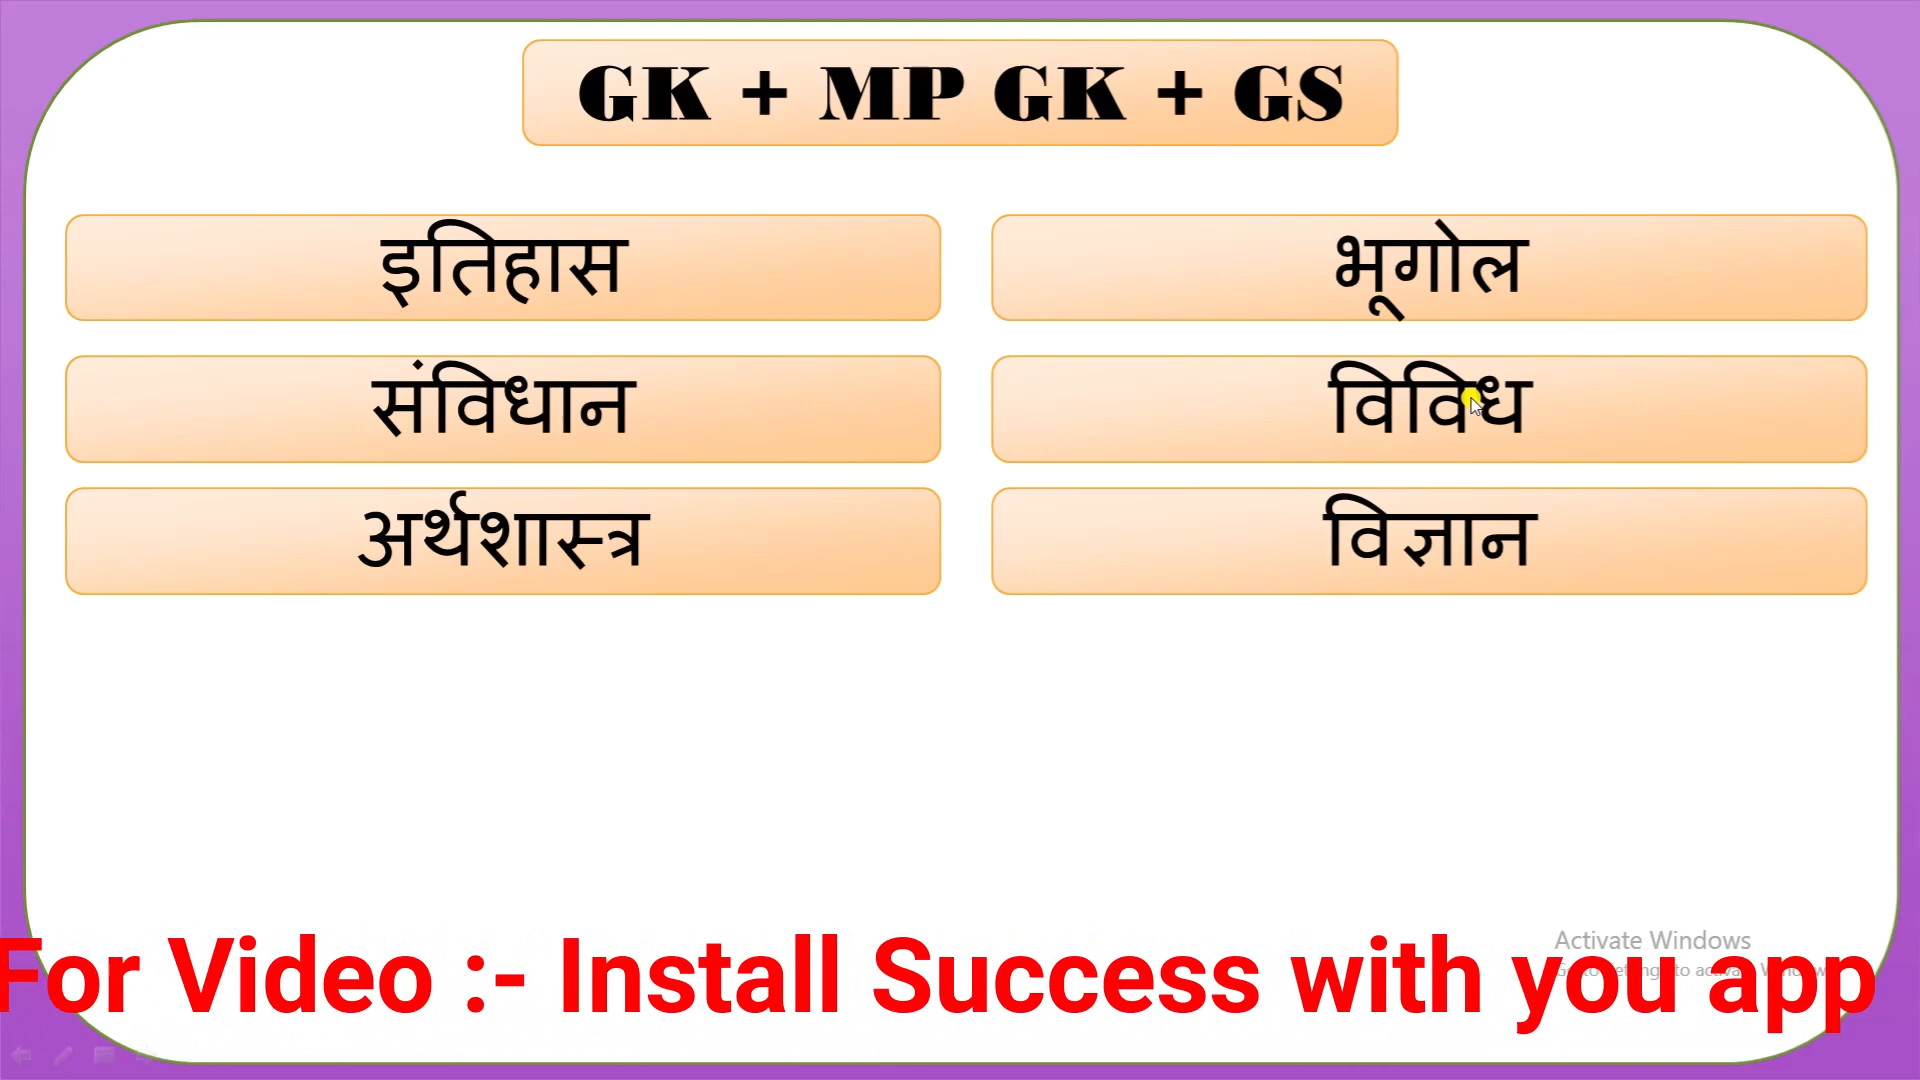 GK + MP GK + GS
इतिहास
भूगोल
संविधान
विविध
अर्थशास्त्र
विज्ञान
Activate Windows
For Video :- Install Success with you app